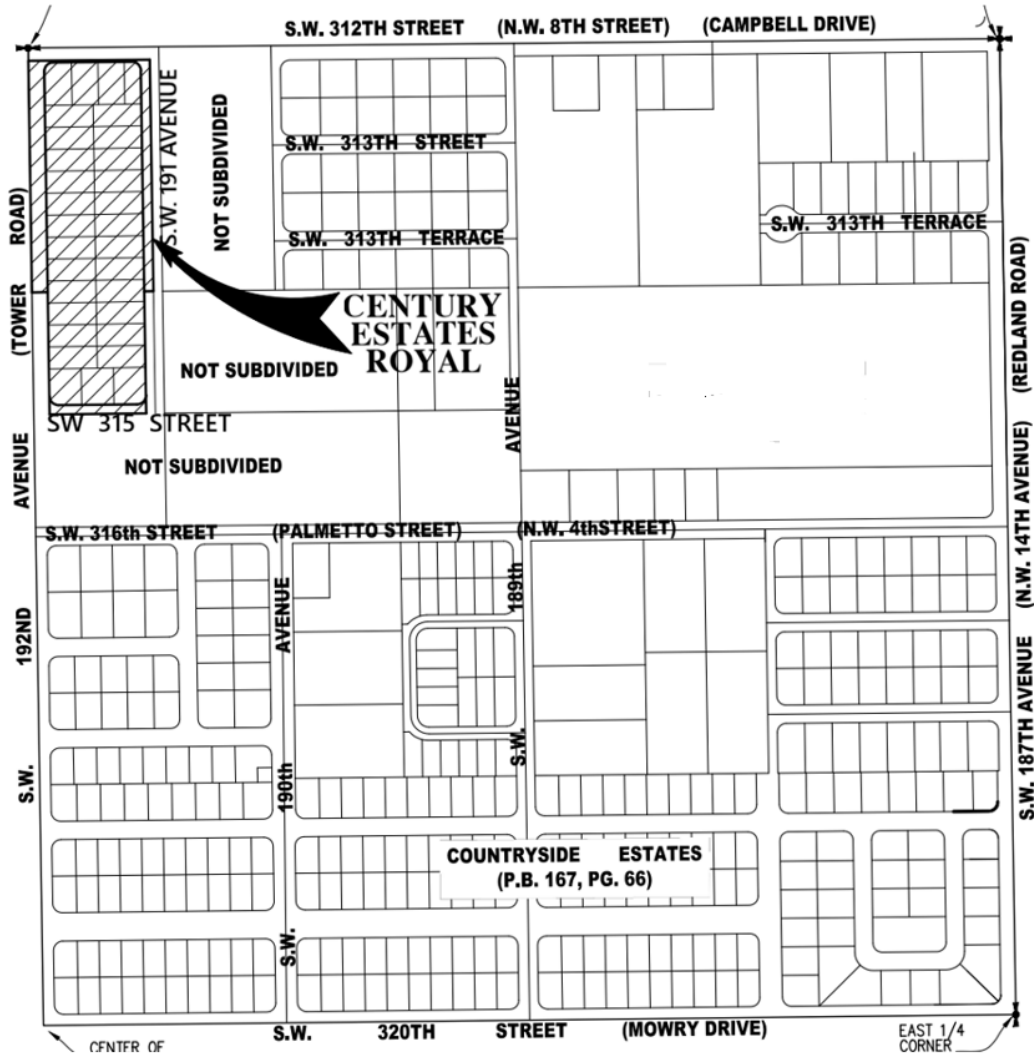 S.W. 312TH STREET (N.W. 8TH STREET) (CAMPBELL DRIVE)
S.W. 191 AVENUE
NOT SUBDIVIDED
S.W. 313TH STREET
S.W. 313TH TERRACE
S.W. 313TH TERRACE
CENTURY
ESTATES
ROYAL
NOT SUBDIVIDED
SW 315 STREET
NOT SUBDIVIDED
S.W. 316th STREET (PALMETTO STREET) (N.W. 4thSTREET)
S.W. 192ND AVENUE (TOWER ROAD)
S.W. 190th AVENUE
S.W. 189th AVENUE
S.W. 187TH AVENUE (N.W. 14TH AVENUE) (REDLAND ROAD)
COUNTRYSIDE ESTATES
(P.B. 167, PG. 66)
S.W. 320TH STREET (MOWRY DRIVE)
CENTER OF
EAST 1/4
CORNER